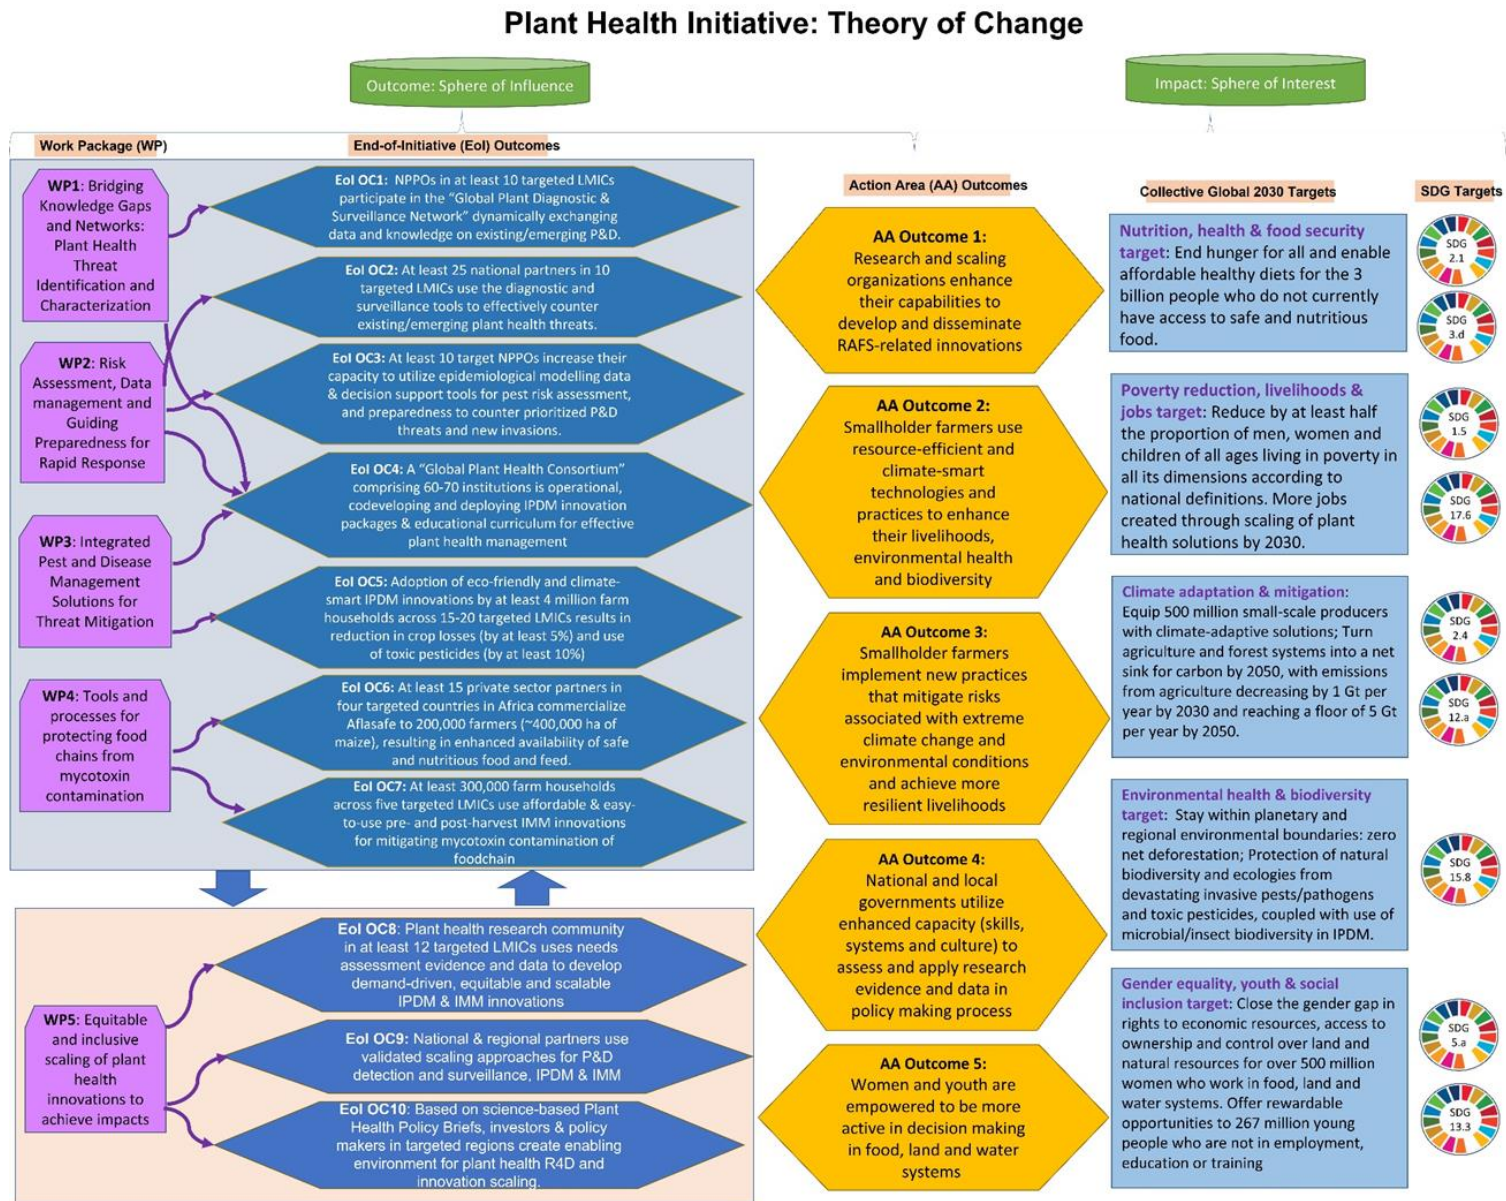 Plant Health Initiative: Theory of Change
Outcome: Sphere of Influence
Impact: Sphere of Interest
Work Package (WP)
End-of-Initiative (EoI) Outcomes
Action Area (AA) Outcomes
Collective Global 2030 Targets
SDG Targets
WP1: Bridging
Knowledge Gaps
and Networks:
Plant Health
Threat
Identification and
Characterization
WP2: Risk
Assessment, Data
management and
Guiding
Preparedness for
Rapid Response
WP3: Integrated
Pest and Disease
Management
Solutions for
Threat Mitigation
WP4: Tools and
processes for
protecting food
chains from
mycotoxin
contamination
WP5: Equitable
and inclusive
scaling of plant
health
innovations to
achieve impacts
EoI OC1: NPPOs in at least 10 targeted LMICs
participate in the “Global Plant Diagnostic &
Surveillance Network” dynamically exchanging
data and knowledge on existing/emerging P&D.
EoI OC2: At least 25 national partners in 10
targeted LMICs use the diagnostic and
surveillance tools to effectively counter
existing/emerging plant health threats.
EoI OC3: At least 10 target NPPOs increase their
capacity to utilize epidemiological modelling data
& decision support tools for pest risk assessment,
and preparedness to counter prioritized P&D
threats and new invasions.
EoI OC4: A “Global Plant Health Consortium”
comprising 60-70 institutions is operational,
codeveloping and deploying IPDM innovation
packages & educational curriculum for effective
plant health management
EoI OC5: Adoption of eco-friendly and climate-
smart IPDM innovations by at least 4 million farm
households across 15-20 targeted LMICs results in
reduction in crop losses (by at least 5%) and use
of toxic pesticides (by at least 10%)
EoI OC6: At least 15 private sector partners in
four targeted countries in Africa commercialize
Aflasafe to 200,000 farmers (~400,000 ha of
maize), resulting in enhanced availability of safe
and nutritious food and feed.
EoI OC7: At least 300,000 farm households
across five targeted LMICs use affordable & easy-
to-use pre- and post-harvest IMM innovations
for mitigating mycotoxin contamination of
foodchain
EoI OC8: Plant health research community
in at least 12 targeted LMICs uses needs
assessment evidence and data to develop
demand-driven, equitable and scalable
IPDM & IMM innovations
EoI OC9: National & regional partners use
validated scaling approaches for P&D
detection and surveillance, IPDM & IMM
EoI OC10: Based on science-based Plant
Health Policy Briefs, investors & policy
makers in targeted regions create enabling
environment for plant health R4D and
innovation scaling.
AA Outcome 1:
Research and scaling
organizations enhance
their capabilities to
develop and disseminate
RAFS-related innovations
AA Outcome 2:
Smallholder farmers use
resource-efficient and
climate-smart
technologies and
practices to enhance
their livelihoods,
environmental health
and biodiversity
AA Outcome 3:
Smallholder farmers
implement new practices
that mitigate risks
associated with extreme
climate change and
environmental conditions
and achieve more
resilient livelihoods
AA Outcome 4:
National and local
governments utilize
enhanced capacity (skills,
systems and culture) to
assess and apply research
evidence and data in
policy making process
AA Outcome 5:
Women and youth are
empowered to be more
active in decision making
in food, land and water
systems
Nutrition, health & food security
target: End hunger for all and enable
affordable healthy diets for the 3
billion people who do not currently
have access to safe and nutritious
food.
Poverty reduction, livelihoods &
jobs target: Reduce by at least half
the proportion of men, women and
children of all ages living in poverty in
all its dimensions according to
national definitions. More jobs
created through scaling of plant
health solutions by 2030.
Climate adaptation & mitigation:
Equip 500 million small-scale producers
with climate-adaptive solutions; Turn
agriculture and forest systems into a net
sink for carbon by 2050, with emissions
from agriculture decreasing by 1 Gt per
year by 2030 and reaching a floor of 5 Gt
per year by 2050.
Environmental health & biodiversity
target: Stay within planetary and
regional environmental boundaries: zero
net deforestation; Protection of natural
biodiversity and ecologies from
devastating invasive pests/pathogens
and toxic pesticides, coupled with use of
microbial/insect biodiversity in IPDM.
Gender equality, youth & social
inclusion target: Close the gender gap in
rights to economic resources, access to
ownership and control over land and
natural resources for over 500 million
women who work in food, land and
water systems. Offer rewardable
opportunities to 267 million young
people who are not in employment,
education or training
SDG
2.1
SDG
3.d
SDG
1.5
SDG
17.6
SDG
2.4
SDG
12.a
SDG
15.8
SDG
5.a
SDG
13.3